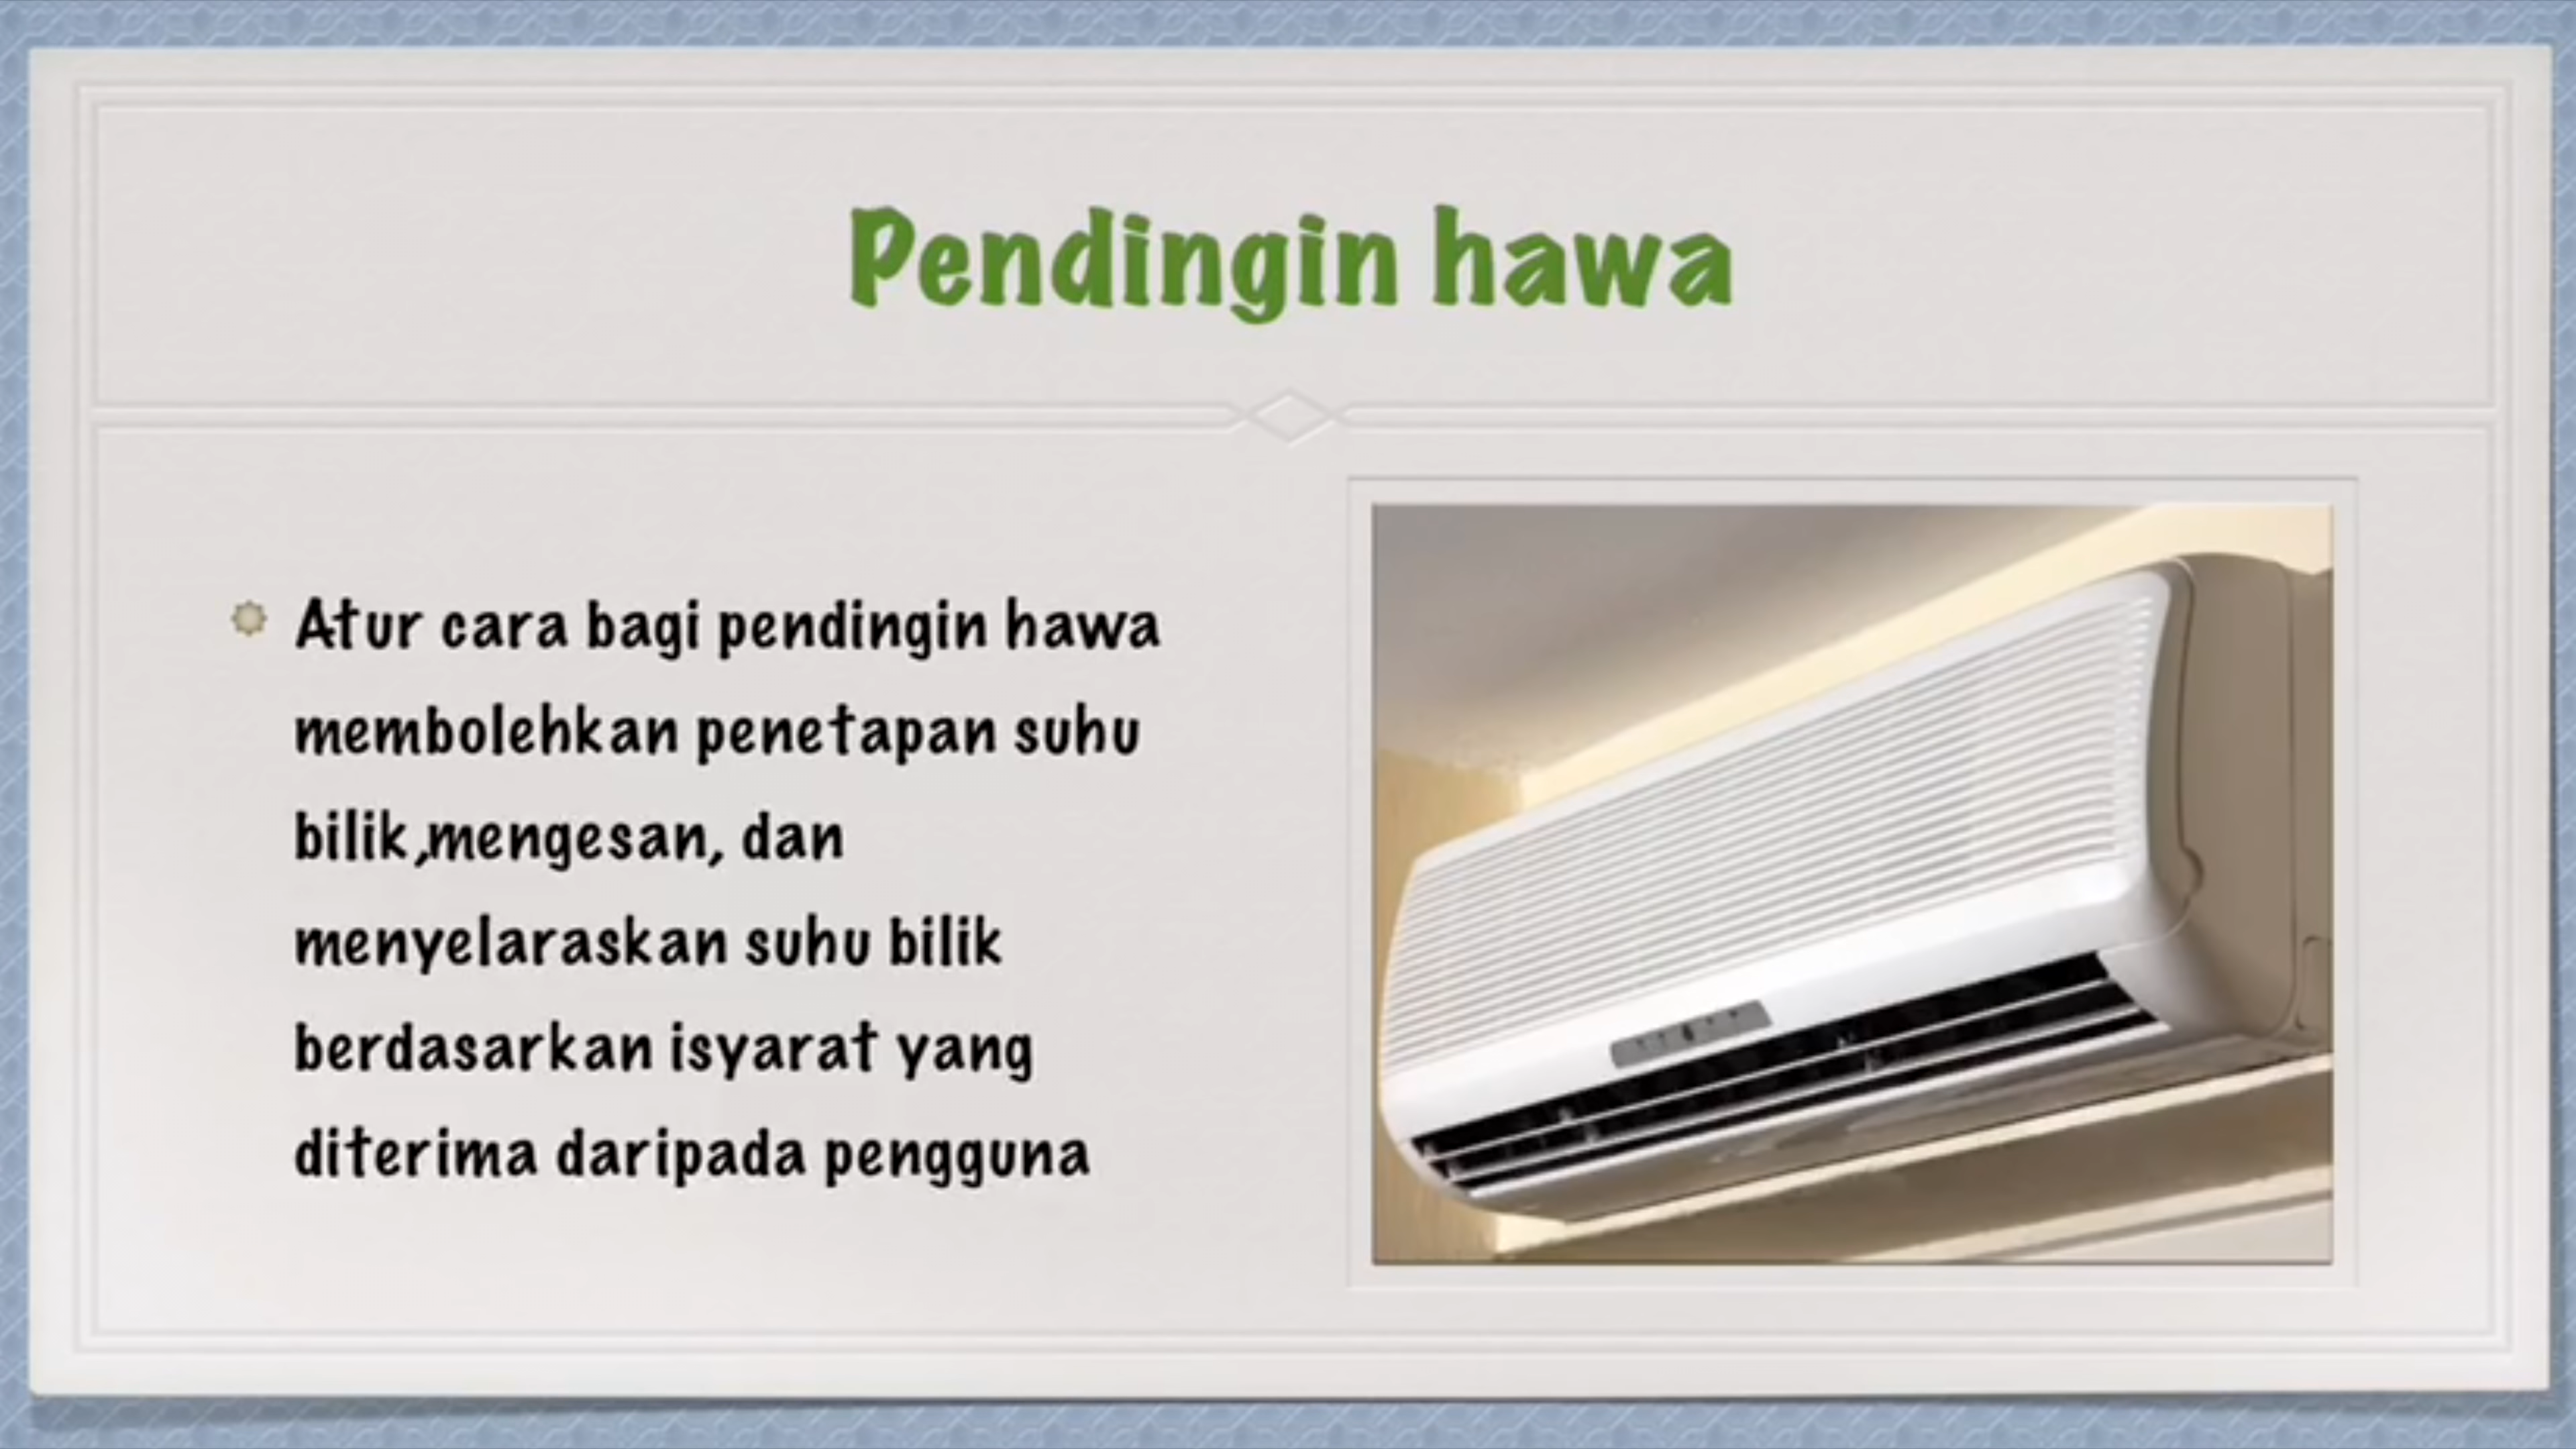 Pendingin hawa
Atur cara bagi pendingin hawa
membolehkan penetapan suhu
bilik,mengesan, dan
menyelaraskan suhu bilik
berdasarkan isyarat yang
diterima daripada pengguna